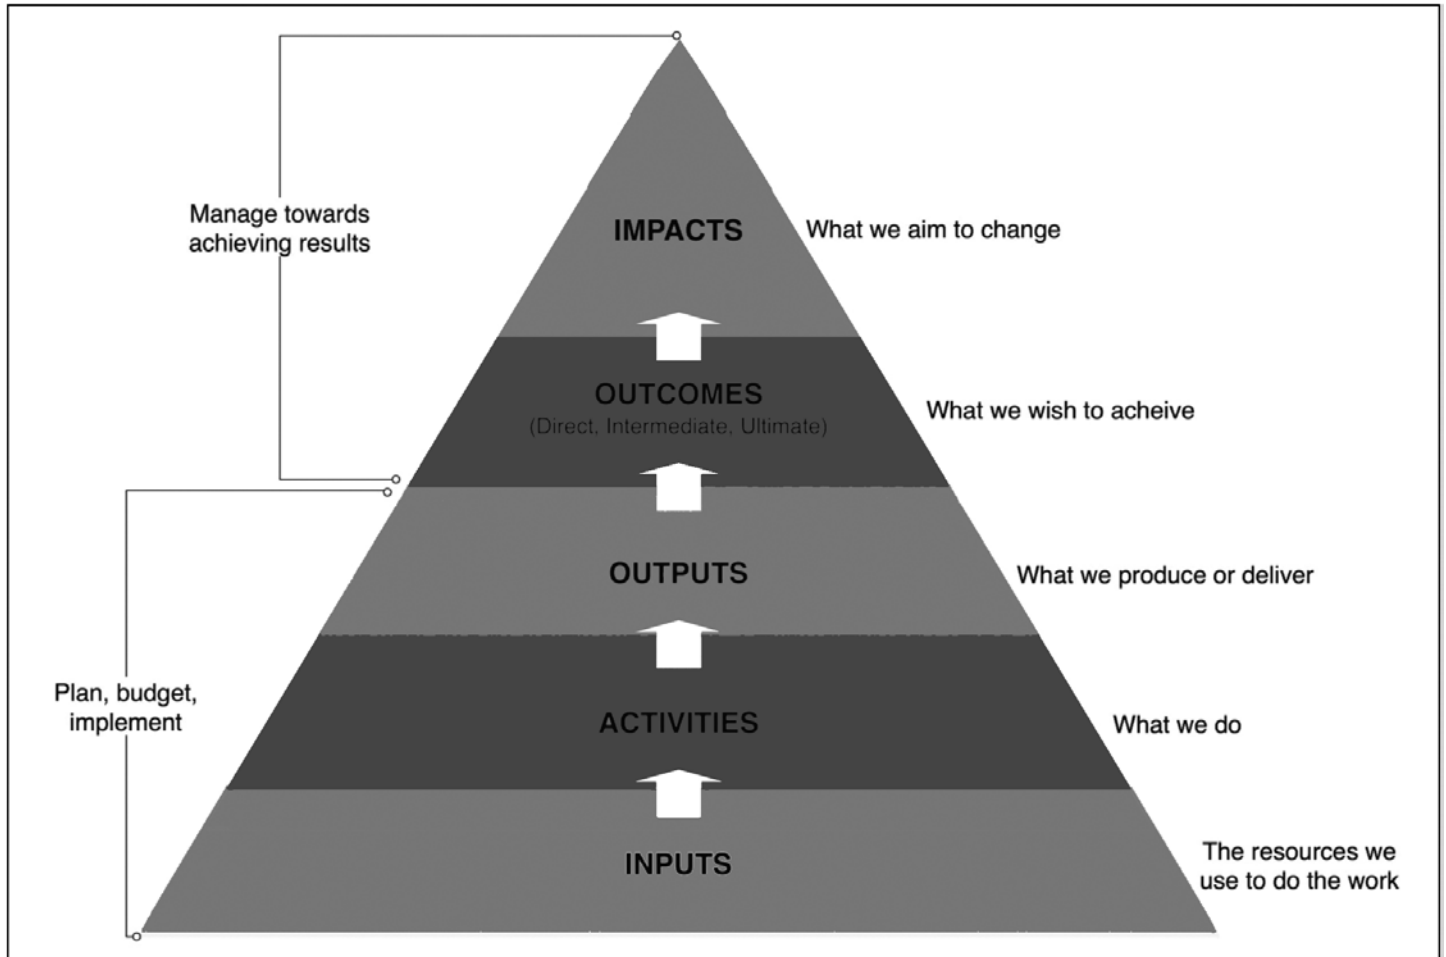 Manage towards
achieving results
IMPACTS
What we aim to change
OUTCOMES
(Direct, Intermediate, Ultimate)
What we wish to acheive
OUTPUTS
What we produce or deliver
Plan, budget,
implement
ACTIVITIES
What we do
INPUTS
The resources we
use to do the work